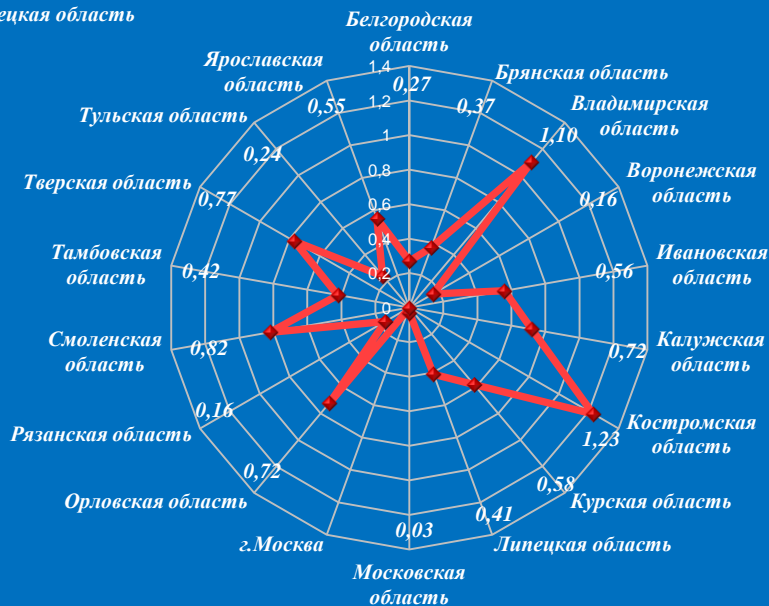 ецкая область
Белгородская
область
0,27
Брянская область
0,37
Владимирская
область
1,10
Воронежская
область
0,16
Ивановская
область
0,56
Калужская
область
0,72
Костромская
область
1,23
Курская область
0,58
Липецкая область
0,41
Московская
область
0,03
г.Москва
Орловская область
0,72
Рязанская область
0,16
Смоленская
область
0,82
Тамбовская
область
0,42
Тверская область
0,77
Тульская область
0,24
Ярославская
область
0,55
1,4
1,2
1
0,8
0,6
0,4
0,2
0